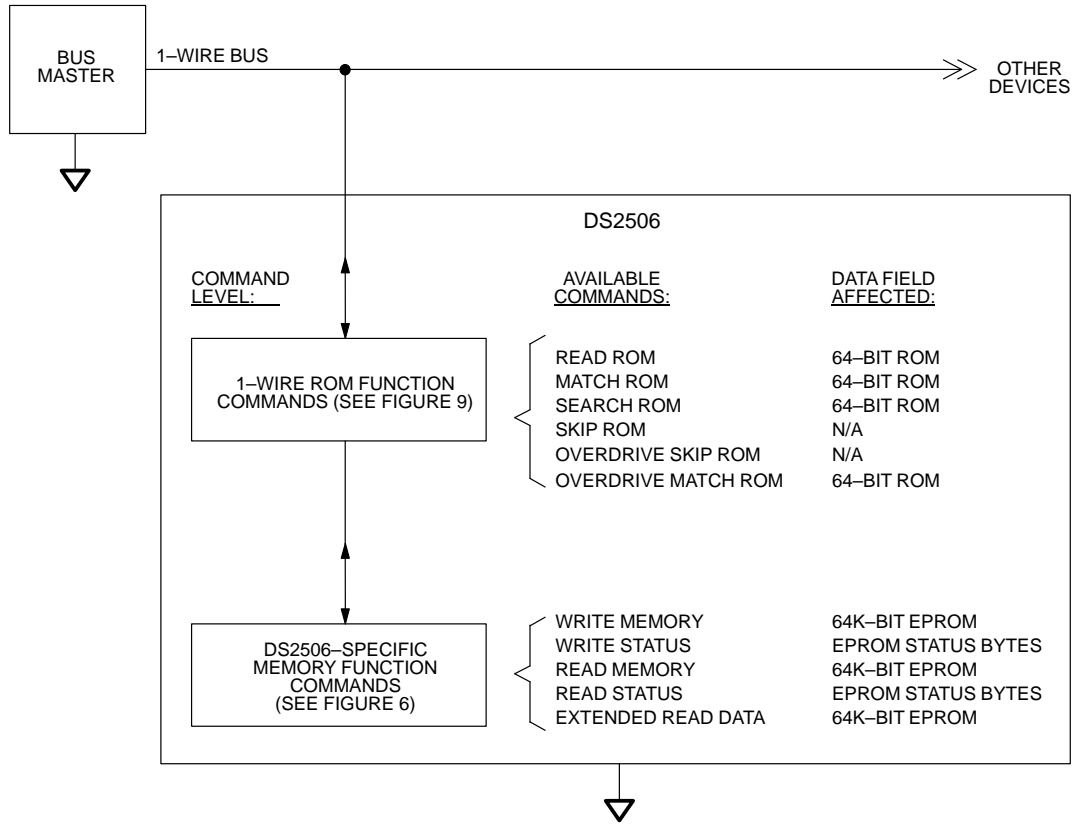 BUS
MASTER
1–WIRE BUS
OTHER
DEVICES
DS2506
COMMAND
LEVEL:
AVAILABLE
COMMANDS:
DATA FIELD
AFFECTED:
1–WIRE ROM FUNCTION
COMMANDS (SEE FIGURE 9)
READ ROM 64–BIT ROM
MATCH ROM 64–BIT ROM
SEARCH ROM 64–BIT ROM
SKIP ROM N/A
OVERDRIVE SKIP ROM N/A
OVERDRIVE MATCH ROM 64–BIT ROM
DS2506–SPECIFIC
MEMORY FUNCTION
COMMANDS
(SEE FIGURE 6)
WRITE MEMORY 64K–BIT EPROM
WRITE STATUS EPROM STATUS BYTES
READ MEMORY 64K–BIT EPROM
READ STATUS EPROM STATUS BYTES
EXTENDED READ DATA 64K–BIT EPROM